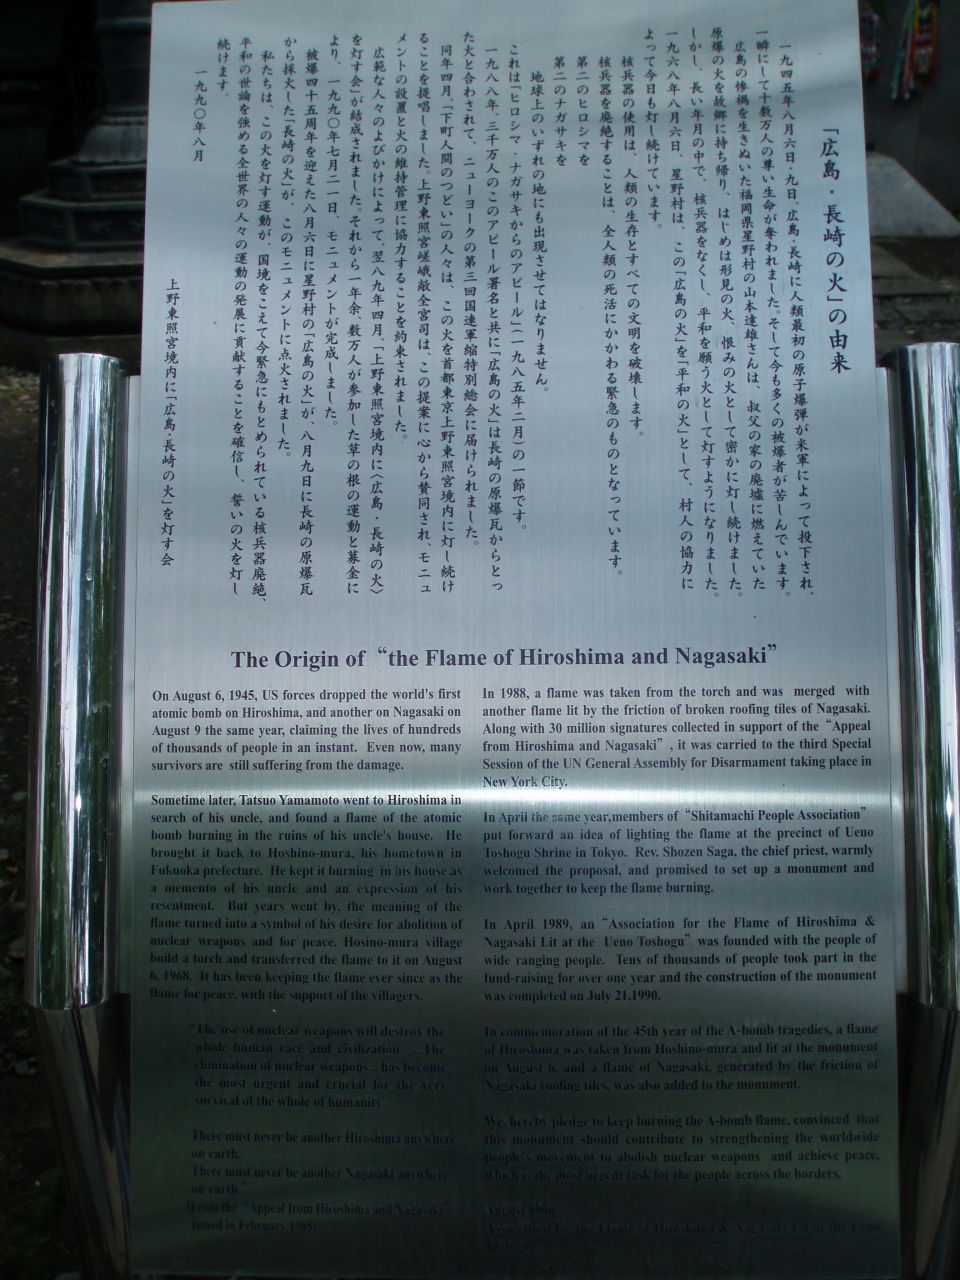 「広島・長崎の火」の由来
一九四五年八月六日・九日、広島・長崎に人類最初の原子爆弾が米軍によって投下され、
一瞬にして十数万人の尊い生命が奪われました。そして今も多くの被爆者が苦しんでいます。
広島の惨禍を生きぬいた福岡県星野村の山本達雄さんは、叔父の家の廃墟に燃えていた
原爆の火を故郷に持ち帰り、はじめは形見の火、恨みの火として密かに灯し続けました。
しかし、長い年月の中で、核兵器をなくし、平和を願う火として灯すようになりました。
一九六八年八月六日、星野村は、この「広島の火」を「平和の火」として、村人の協力に
よって今日も灯し続けています。
核兵器の使用は、人類の生存とすべての文明を破壊します。
核兵器を廃絶することは、全人類の死活にかかわる緊急のものとなっています。
第二のヒロシマを
第二のナガサキを
地球上のいずれの地にも出現させてはなりません。
これは「ヒロシマ・ナガサキからのアピール」(一九八五年二月)の一節です。
一九八八年、三千万人のこのアピール署名と共に「広島の火」は長崎の原爆瓦からとっ
た火と合わされて、ニューヨークの第三回国連軍縮特別総会に届けられました。
同年四月、「下町人間のつどい」の人々は、この火を首都東京上野東照宮境内に灯し続け
ることを提唱しました。上野東照宮嵯峨敞全宮司は、この提案に心から賛同され、モニュ
メントの設置と火の維持管理に協力することを約束されました。
広範な人々のよびかけによって、翌八九年四月、「上野東照宮境内に〈広島・長崎の火〉
を灯す会」が結成されました。それから一年余、数万人が参加した草の根の運動と募金に
より、一九九〇年七月二一日、モニュメントが完成しました。
被爆四十五周年を迎えた八月六日に星野村の「広島の火」が、八月九日に長崎の原爆瓦
から採火した「長崎の火」が、このモニュメントに点火されました。
私たちは、この火を灯す運動が、国境をこえて今緊急にもとめられている核兵器廃絶、
平和の世論を強める全世界の人々の運動の発展に貢献することを確信し、誓いの火を灯し
続けます。
一九九〇年八月
上野東照宮境内に「広島・長崎の火」を灯す会
The Origin of “the Flame of Hiroshima and Nagasaki”
On August 6, 1945, US forces dropped the world's first
atomic bomb on Hiroshima, and another on Nagasaki on
August 9 the same year, claiming the lives of hundreds
of thousands of people in an instant. Even now, many
survivors are still suffering from the damage.
Sometime later, Tatsuo Yamamoto went to Hiroshima in
search of his uncle, and found a flame of the atomic
bomb burning in the ruins of his uncle's house. He
brought it back to Hoshino-mura, his hometown in
Fukuoka prefecture. He kept it burning in his house as
a memento of his uncle and an expression of his
resentment. But years went by, the meaning of the
flame turned into a symbol of his desire for abolition of
nuclear weapons and for peace. Hosino-mura village
build a torch and transferred the flame to it on August
6, 1968. It has been keeping the flame ever since as the
flame for peace, with the support of the villagers.
“The use of nuclear weapons will destroy the
whole human race and civilization ...The
elimination of nuclear weapons... has become
the most urgent and crucial for the very
survival of the whole of humanity
There must never be another Hiroshima anywhere
on earth.
There must never be another Nagasaki anywhere
on earth.”
(From the “Appeal from Hiroshima and Nagasaki”
issued in February, 1985)
In 1988, a flame was taken from the torch and was merged with
another flame lit by the friction of broken roofing tiles of Nagasaki.
Along with 30 million signatures collected in support of the “Appeal
from Hiroshima and Nagasaki”, it was carried to the third Special
Session of the UN General Assembly for Disarmament taking place in
New York City.
In April the same year,members of “Shitamachi People Association”
put forward an idea of lighting the flame at the precinct of Ueno
Toshogu Shrine in Tokyo. Rev. Shozen Saga, the chief priest, warmly
welcomed the proposal, and promised to set up a monument and
work together to keep the flame burning.
In April 1989, an “Association for the Flame of Hiroshima &
Nagasaki Lit at the Ueno Toshogu” was founded with the people of
wide ranging people. Tens of thousands of people took part in the
fund-raising for over one year and the construction of the monument
was completed on July 21,1990.
In commemoration of the 45th year of the A-bomb tragedies, a flame
of Hiroshima was taken from Hoshino-mura and lit at the monument
on August 6, and a flame of Nagasaki, generated by the friction of
Nagasaki roofing tiles, was also added to the monument.
We, hereby pledge to keep burning the A-bomb flame, convinced that
this monument should contribute to strengthening the worldwide
people's movement to abolish nuclear weapons and achieve peace,
which is the most urgent task for the people across the borders.
August 1990
Association for the Flame of Hiroshima & Nagasaki Lit at the Ueno
Toshogu